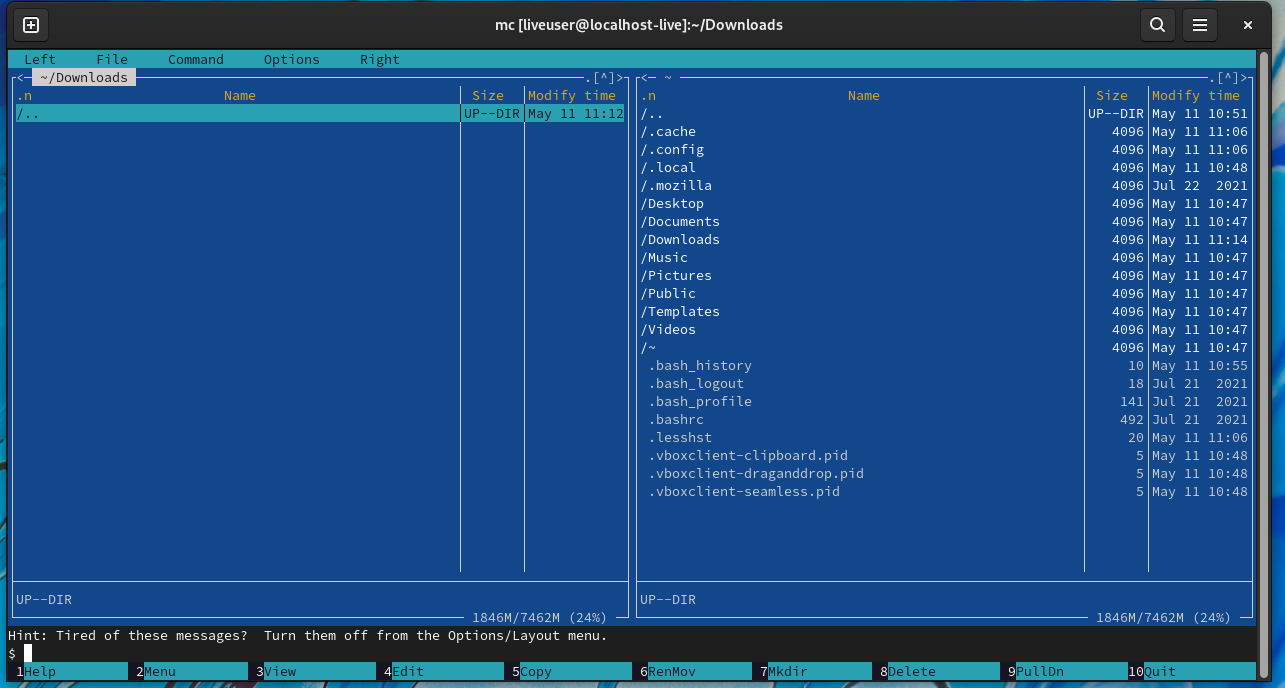 mc [liveuser@localhost-live]:~/Downloads
Left File Command Options Right
<─ ~/Downloads ─.[^]>
.n Name Size Modify time
/.. UP--DIR May 11 11:12
UP--DIR
1846M/7462M (24%)
<─ ~ ─.[^]>
.n Name Size Modify time
/.. UP--DIR May 11 10:51
/.cache 4096 May 11 11:06
/.config 4096 May 11 11:06
/.local 4096 May 11 10:48
/.mozilla 4096 Jul 22 2021
/Desktop 4096 May 11 10:47
/Documents 4096 May 11 10:47
/Downloads 4096 May 11 11:14
/Music 4096 May 11 10:47
/Pictures 4096 May 11 10:47
/Public 4096 May 11 10:47
/Templates 4096 May 11 10:47
/Videos 4096 May 11 10:47
/~ 4096 May 11 10:47
.bash_history 10 May 11 10:55
.bash_logout 18 Jul 21 2021
.bash_profile 141 Jul 21 2021
.bashrc 492 Jul 21 2021
.lesshst 20 May 11 11:06
.vboxclient-clipboard.pid 5 May 11 10:48
.vboxclient-draganddrop.pid 5 May 11 10:48
.vboxclient-seamless.pid 5 May 11 10:48
UP--DIR
1846M/7462M (24%)
Hint: Tired of these messages? Turn them off from the Options/Layout menu.
$
1Help 2Menu 3View 4Edit 5Copy 6RenMov 7Mkdir 8Delete 9PullDn 10Quit